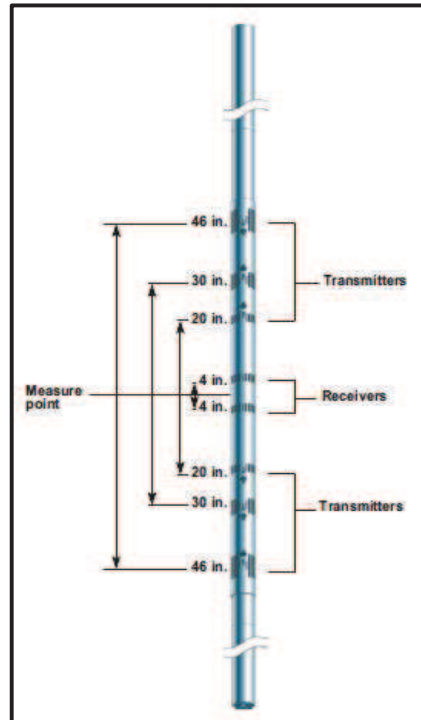 46 in.
30 in.
Transmitters
20 in.
4 in.
Measure
point
Receivers
4 in.
20 in.
30 in.
Transmitters
46 in.